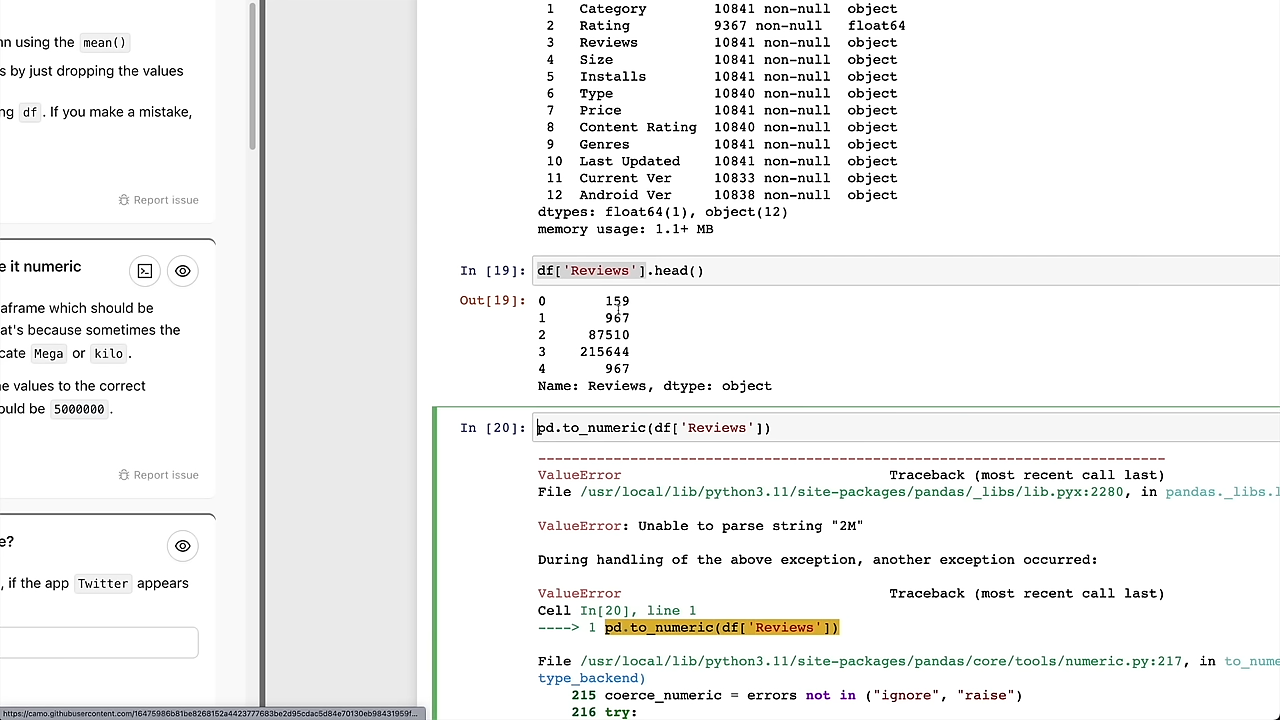 nn using the mean()
s by just dropping the values
ng df. If you make a mistake,
Report issue
e it numeric
aframe which should be
at's because sometimes the
cate Mega or kilo.
ne values to the correct
ould be 5000000.
Report issue
e?
, if the app Twitter appears
https://camo.githubusercontent.com/16475986b81be8268152a4423777683be2d95cdac5d84e70130eb98431959f...
1 Category 10841 non-null object
2 Rating 9367 non-null float64
3 Reviews 10841 non-null object
4 Size 10841 non-null object
5 Installs 10841 non-null object
6 Type 10840 non-null object
7 Price 10841 non-null object
8 Content Rating 10840 non-null object
9 Genres 10841 non-null object
10 Last Updated 10841 non-null object
11 Current Ver 10833 non-null object
12 Android Ver 10838 non-null object
dtypes: float64(1), object(12)
memory usage: 1.1+ MB
In [19]: df['Reviews'].head()
Out[19]: 0 159
1 967
2 87510
3 215644
4 967
Name: Reviews, dtype: object
In [20]: pd.to_numeric(df['Reviews'])
---------------------------------------------------------------------------
ValueError Traceback (most recent call last)
File /usr/local/lib/python3.11/site-packages/pandas/_libs/lib.pyx:2280, in pandas._libs.l
ValueError: Unable to parse string "2M"
During handling of the above exception, another exception occurred:
ValueError Traceback (most recent call last)
Cell In[20], line 1
----> 1 pd.to_numeric(df['Reviews'])
File /usr/local/lib/python3.11/site-packages/pandas/core/tools/numeric.py:217, in to_nume
type_backend)
215 coerce_numeric = errors not in ("ignore", "raise")
216 try: